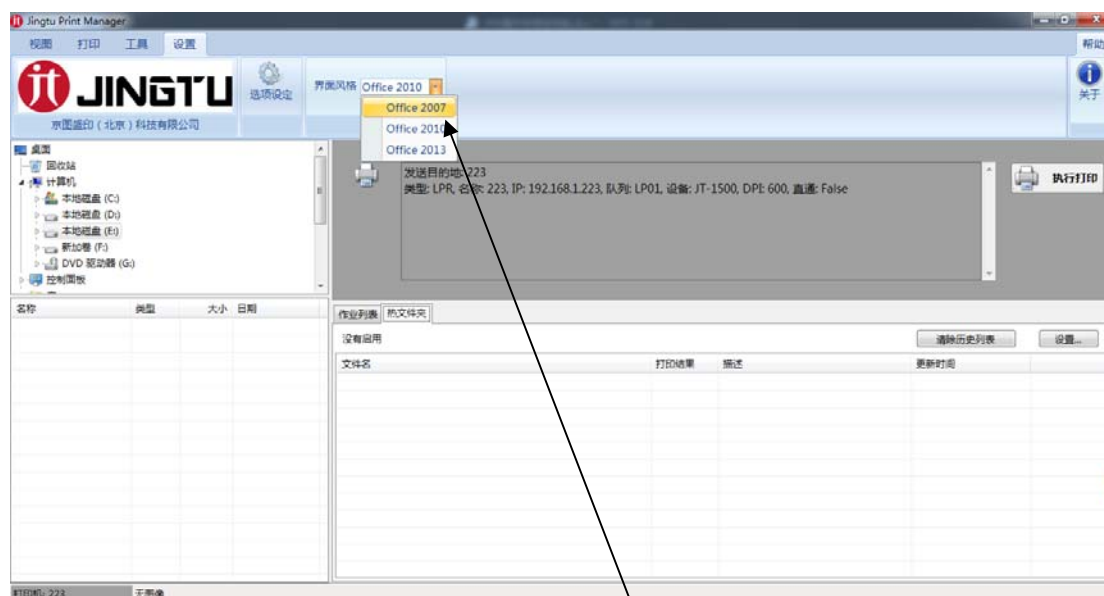 Jingtu Print Manager
视图 打印 工具 设置 帮助
JINGTU
京图盛印（北京）科技有限公司
选项设定
界面风格 Office 2010
Office 2007
Office 2010
Office 2013
关于
桌面
回收站
计算机
本地磁盘 (C:)
本地磁盘 (D:)
本地磁盘 (E:)
新加卷 (F:)
DVD 驱动器 (G:)
控制面板
发送目的地: 223
类型: LPR, 名称: 223, IP: 192.168.1.223, 队列: LP01, 设备: JT-1500, DPI: 600, 直通: False
执行打印
名称 类型 大小 日期
作业列表 热文件夹
没有启用 清除历史列表 设置...
文件名 打印结果 描述 更新时间
打印机: 223 无图像